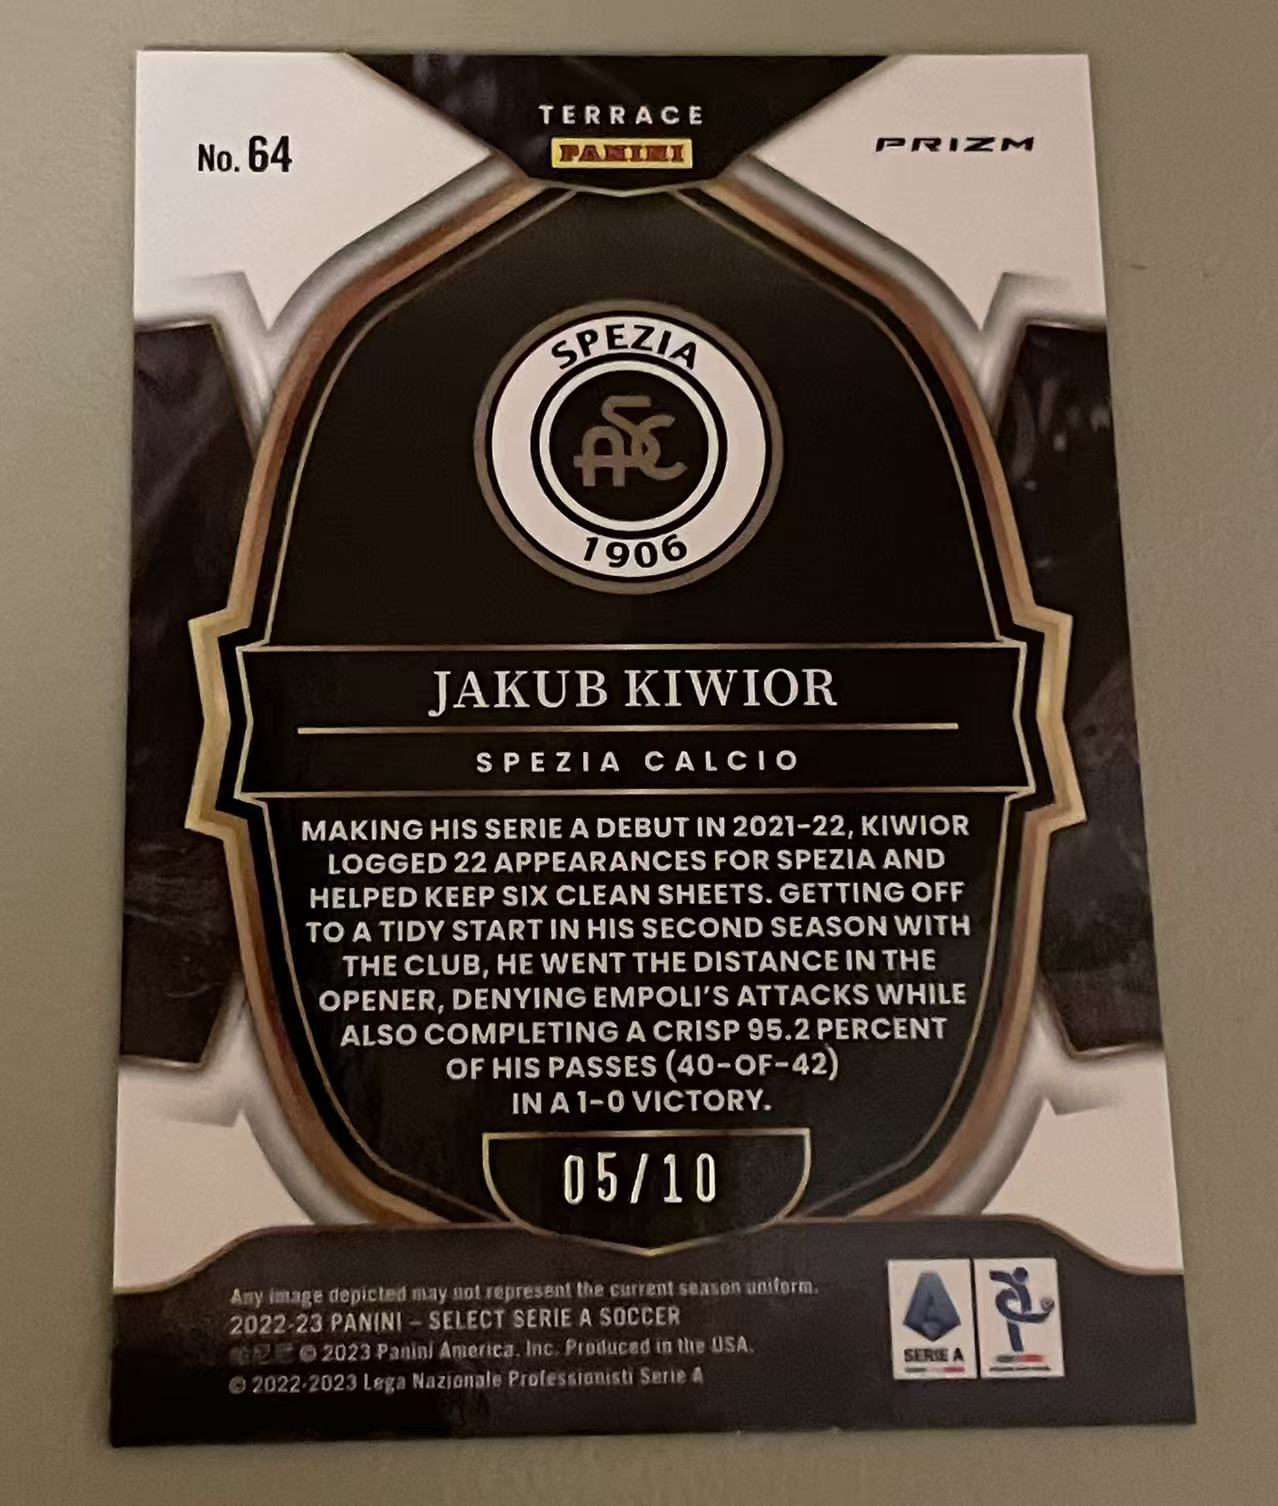 TERRACE
No. 64
PANINI
PRIZM
SPEZIA
ASC
1906
JAKUB KIWIOR
SPEZIA CALCIO
MAKING HIS SERIE A DEBUT IN 2021-22, KIWIOR
LOGGED 22 APPEARANCES FOR SPEZIA AND
HELPED KEEP SIX CLEAN SHEETS. GETTING OFF
TO A TIDY START IN HIS SECOND SEASON WITH
THE CLUB, HE WENT THE DISTANCE IN THE
OPENER, DENYING EMPOLI'S ATTACKS WHILE
ALSO COMPLETING A CRISP 95.2 PERCENT
OF HIS PASSES (40-OF-42)
IN A 1-0 VICTORY.
05/10
Any image depicted may not represent the current season uniform.
2022-23 PANINI – SELECT SERIE A SOCCER
© 2023 Panini America, Inc. Produced in the USA.
© 2022-2023 Lega Nazionale Professionisti Serie A
SERIE A